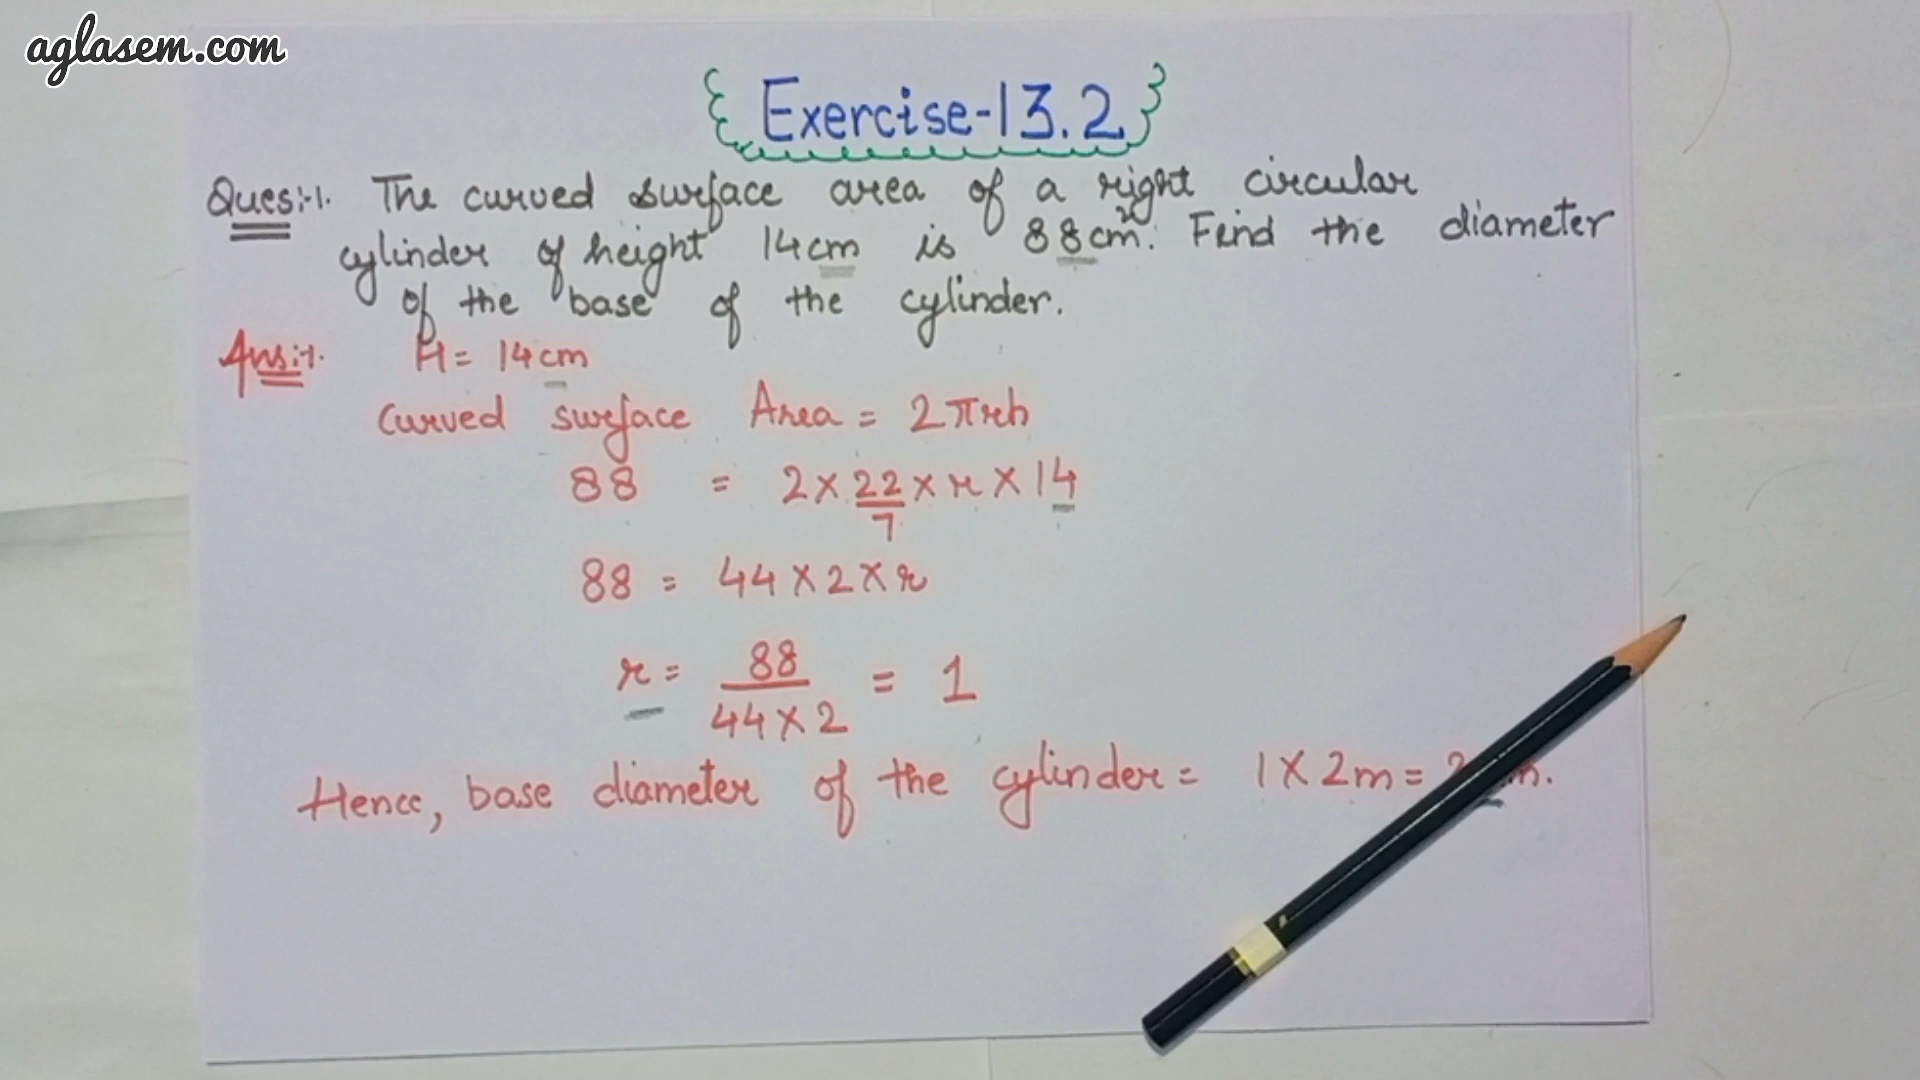 aglasem.com
Exercise-13.2
Ques:-1. The curved surface area of a right circular
cylinder of height 14cm is 88cm². Find the diameter
of the base of the cylinder.
Ans:-1. H = 14cm
Curved surface Area = 2πrh
88 = 2 × 22/7 × r × 14
88 = 44 × 2 × r
r = 88/44 × 2 = 1
Hence, base diameter of the cylinder = 1 × 2m =